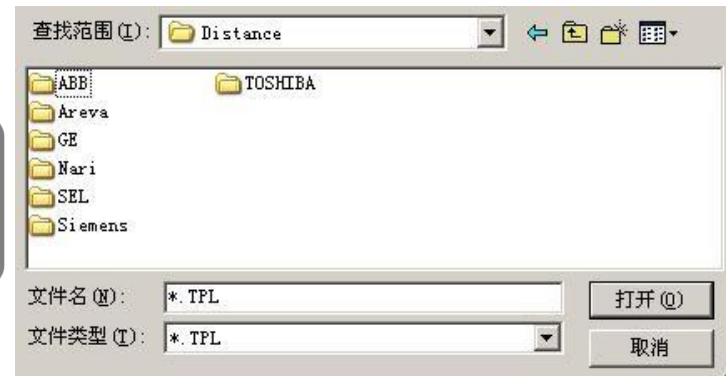 查找范围(I): Distance
ABB TOSHIBA
Areva
GE
Nari
SEL
Siemens
文件名(N): *.TPL 打开(O)
文件类型(T): *.TPL 取消